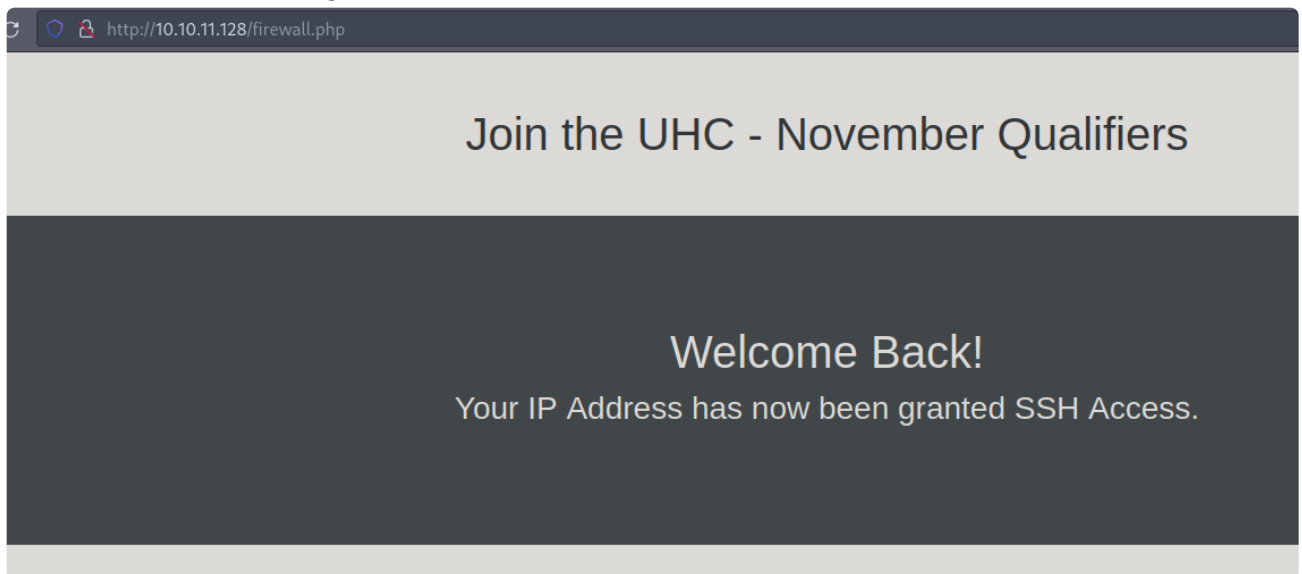 http://10.10.11.128/firewall.php
Join the UHC - November Qualifiers
Welcome Back!
Your IP Address has now been granted SSH Access.